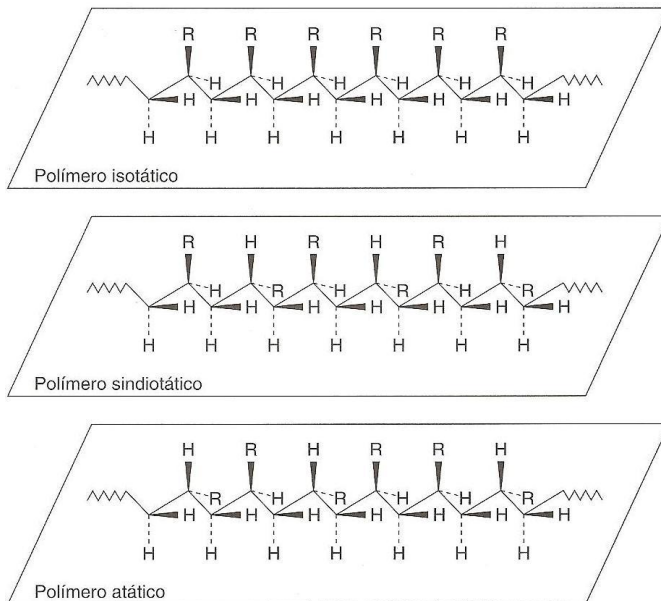 R R R R R R
H H H H H H
H H H H H H H
H H H H H H H
Polímero isotático
R H R H R H
H R H R H R
H H H H H H H
H H H H H H H
Polímero sindiotático
H R H R R H
R H R H H R
H H H H H H H
H H H H H H H
Polímero atático